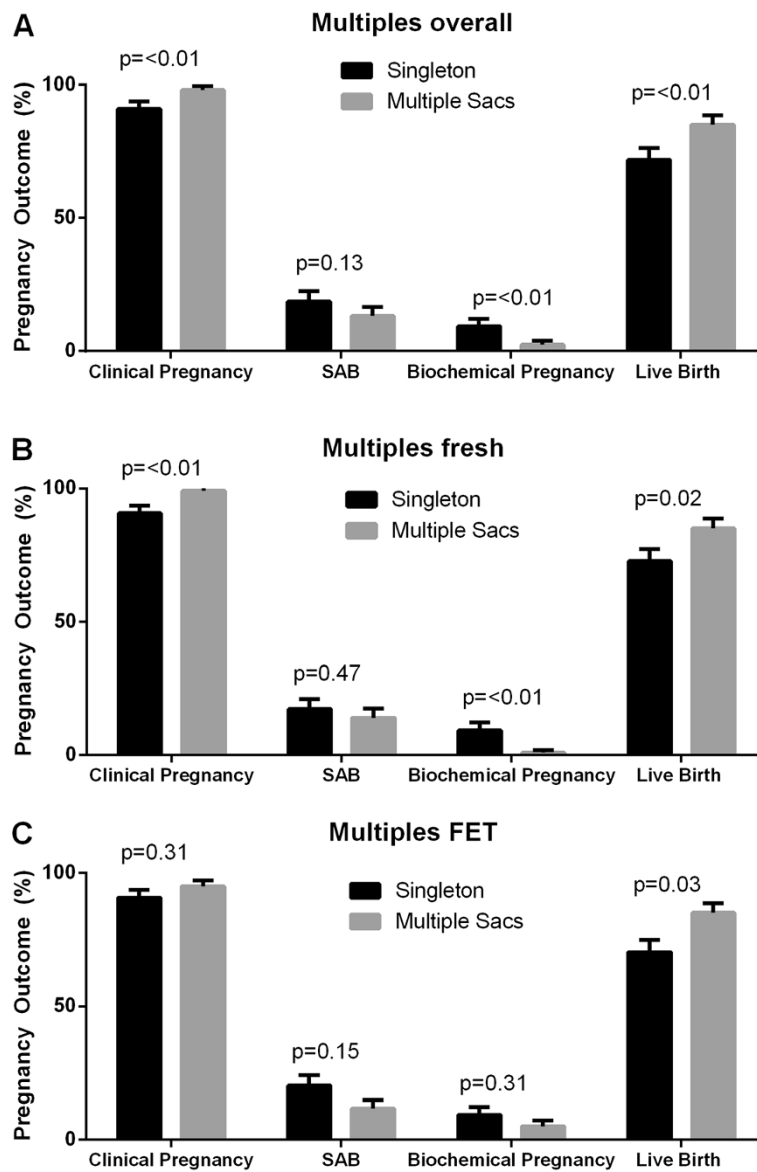 A
Multiples overall
p=<0.01
Singleton
Multiple Sacs
p=<0.01
p=0.13
p=<0.01
Pregnancy Outcome (%)
100
50
0
Clinical Pregnancy
SAB
Biochemical Pregnancy
Live Birth
B
Multiples fresh
p=<0.01
Singleton
Multiple Sacs
p=0.02
p=0.47
p=<0.01
Pregnancy Outcome (%)
100
50
0
Clinical Pregnancy
SAB
Biochemical Pregnancy
Live Birth
C
Multiples FET
p=0.31
Singleton
Multiple Sacs
p=0.03
p=0.15
p=0.31
Pregnancy Outcome (%)
100
50
0
Clinical Pregnancy
SAB
Biochemical Pregnancy
Live Birth